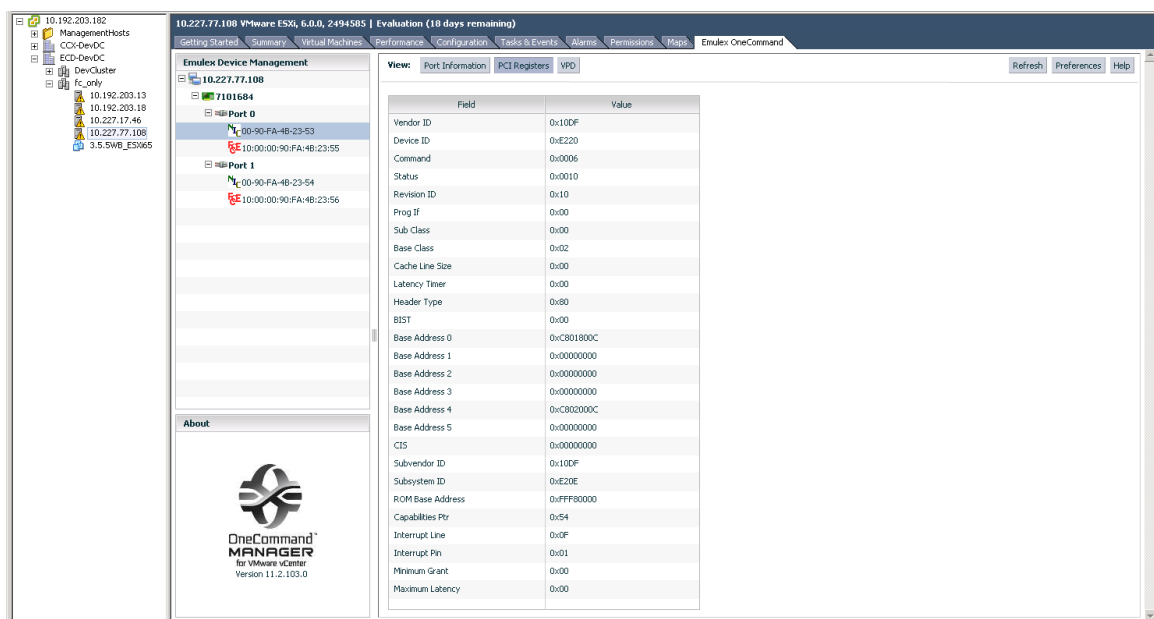 10.192.203.182
ManagementHosts
CCX-DevDC
ECD-DevDC
DevCluster
fc_only
10.192.203.13
10.192.203.18
10.227.17.46
10.227.77.108
3.5.5WB_ESXi65
10.227.77.108 VMware ESXi, 6.0.0, 2494585 | Evaluation (18 days remaining)
Getting Started Summary Virtual Machines Performance Configuration Tasks & Events Alarms Permissions Maps Emulex OneCommand
Emulex Device Management
10.227.77.108
7101684
Port 0
NIC 00-90-FA-4B-23-53
FCoE 10:00:00:90:FA:4B:23:55
Port 1
NIC 00-90-FA-4B-23-54
FCoE 10:00:00:90:FA:4B:23:56
About
OneCommand™
MANAGER
for VMware vCenter
Version 11.2.103.0
View: Port Information PCI Registers VPD Refresh Preferences Help
Field Value
Vendor ID 0x10DF
Device ID 0xE220
Command 0x0006
Status 0x0010
Revision ID 0x10
Prog If 0x00
Sub Class 0x00
Base Class 0x02
Cache Line Size 0x00
Latency Timer 0x00
Header Type 0x80
BIST 0x00
Base Address 0 0xC801800C
Base Address 1 0x00000000
Base Address 2 0x00000000
Base Address 3 0x00000000
Base Address 4 0xC802000C
Base Address 5 0x00000000
CIS 0x00000000
Subvendor ID 0x10DF
Subsystem ID 0xE20E
ROM Base Address 0xFFF80000
Capabilities Ptr 0x54
Interrupt Line 0x0F
Interrupt Pin 0x01
Minimum Grant 0x00
Maximum Latency 0x00